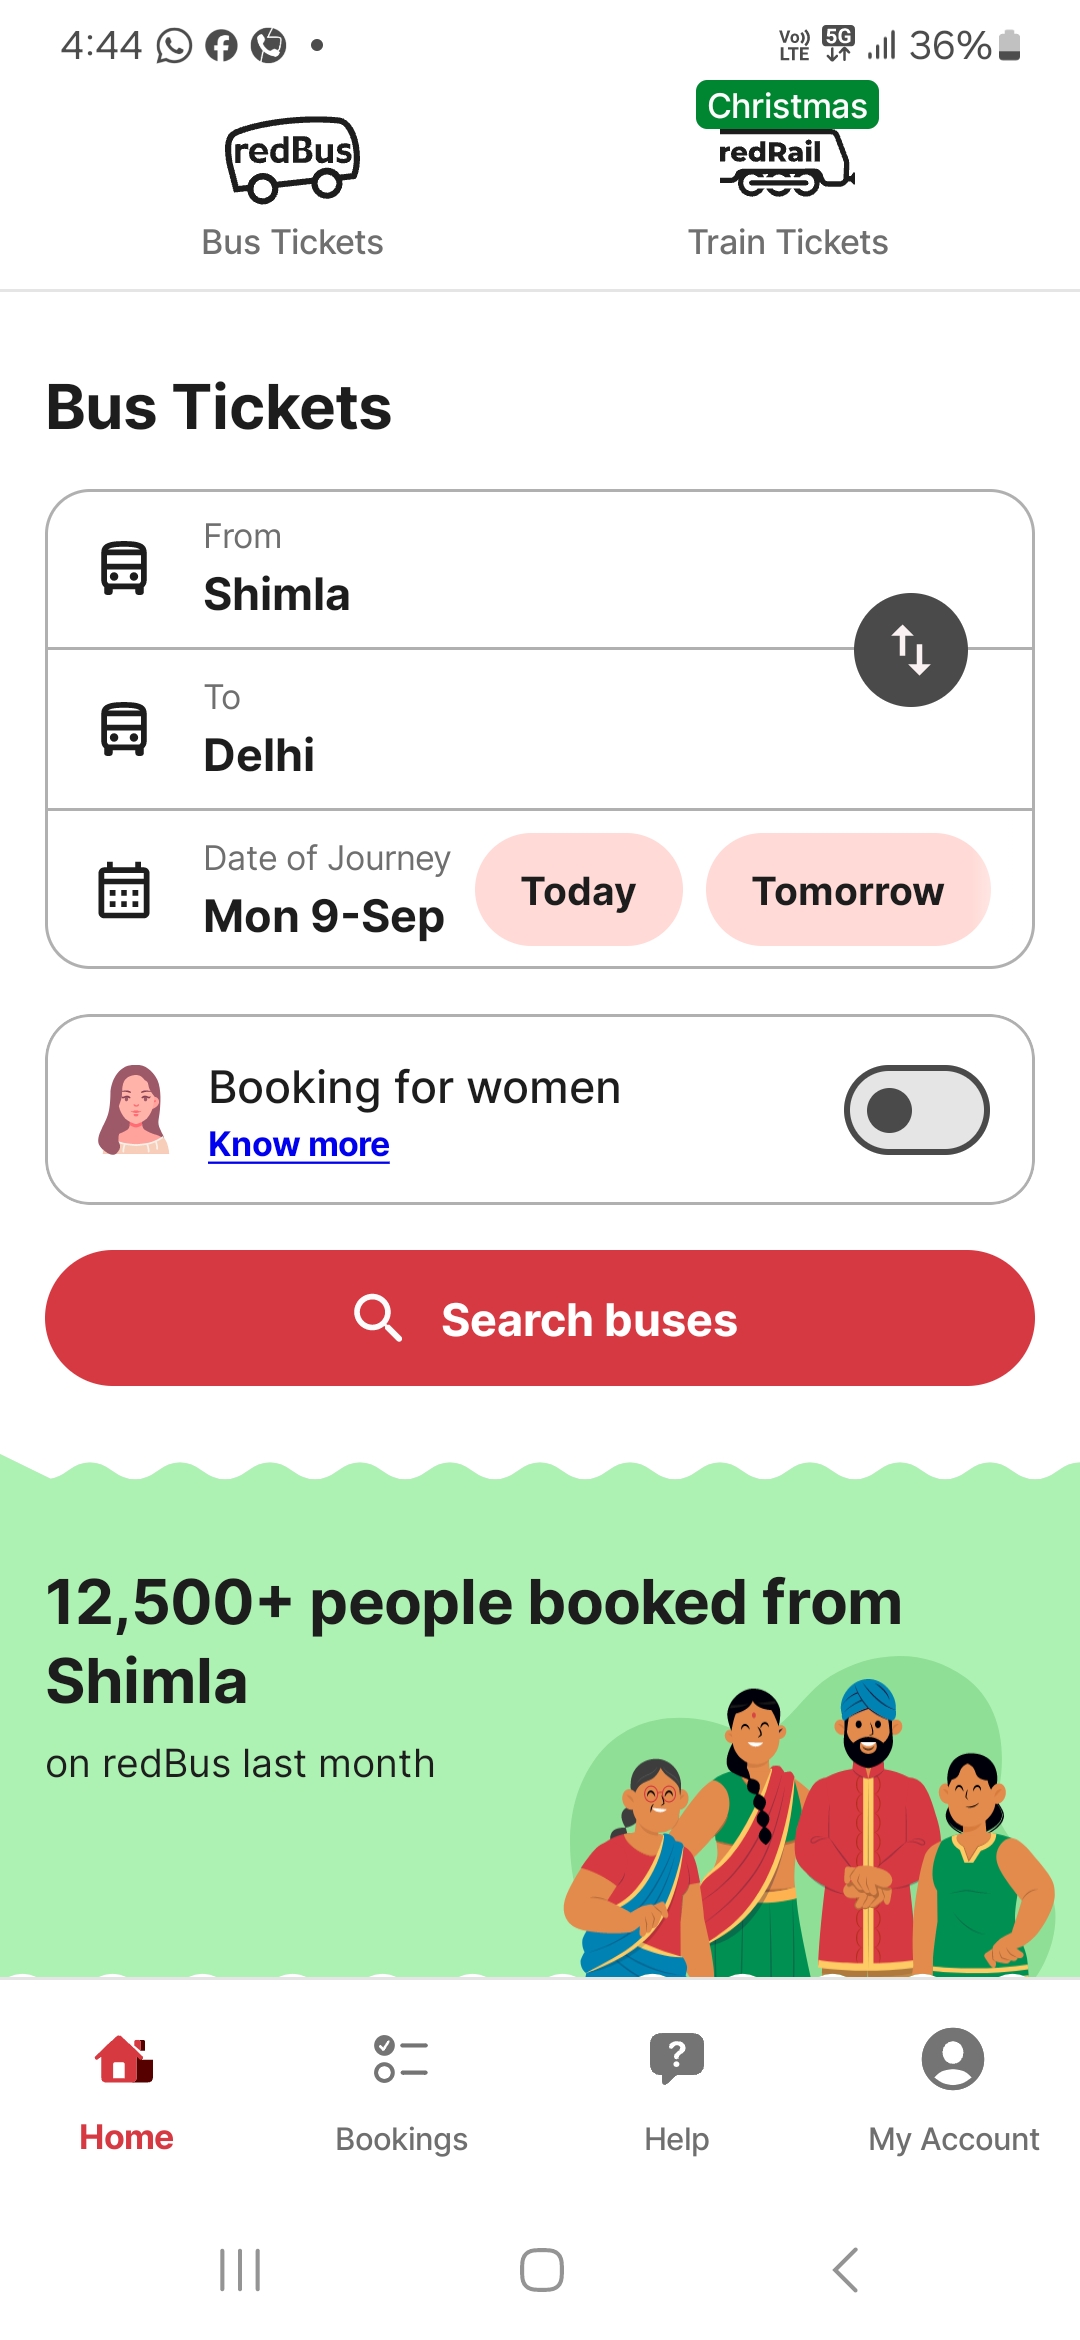 4:44
Vo))
LTE
5G
36%
Christmas
redBus
redRail
Bus Tickets
Train Tickets
Bus Tickets
From
Shimla
To
Delhi
Date of Journey
Mon 9-Sep
Today
Tomorrow
Booking for women
Know more
Search buses
12,500+ people booked from
Shimla
on redBus last month
Home
Bookings
Help
My Account